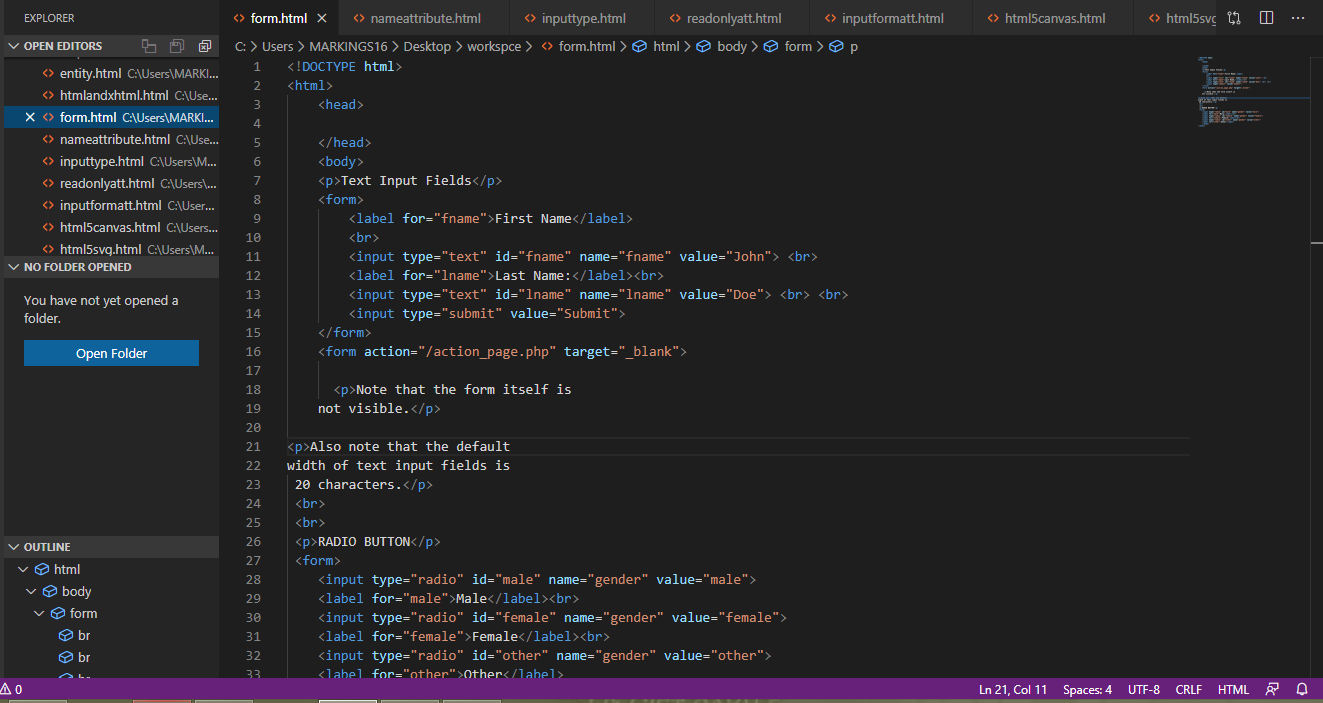 EXPLORER
form.html
nameattribute.html
inputtype.html
readonlyatt.html
inputformatt.html
html5canvas.html
html5svg
OPEN EDITORS
entity.html C:\Users\MARKI...
htmlandxhtml.html C:\Use...
form.html C:\Users\MARKI...
nameattribute.html C:\Use...
inputtype.html C:\Users\M...
readonlyatt.html C:\Users\...
inputformatt.html C:\User...
html5canvas.html C:\Users...
html5svg.html C:\Users\M...
NO FOLDER OPENED
You have not yet opened a
folder.
Open Folder
OUTLINE
html
body
form
br
br
C: > Users > MARKINGS16 > Desktop > workspce > form.html > html > body > form > p
1 <!DOCTYPE html>
2 <html>
3 <head>
4
5 </head>
6 <body>
7 <p>Text Input Fields</p>
8 <form>
9 <label for="fname">First Name</label>
10 <br>
11 <input type="text" id="fname" name="fname" value="John"> <br>
12 <label for="lname">Last Name:</label><br>
13 <input type="text" id="lname" name="lname" value="Doe"> <br> <br>
14 <input type="submit" value="Submit">
15 </form>
16 <form action="/action_page.php" target="_blank">
17
18 <p>Note that the form itself is
19 not visible.</p>
20
21 <p>Also note that the default
22 width of text input fields is
23 20 characters.</p>
24 <br>
25 <br>
26 <p>RADIO BUTTON</p>
27 <form>
28 <input type="radio" id="male" name="gender" value="male">
29 <label for="male">Male</label><br>
30 <input type="radio" id="female" name="gender" value="female">
31 <label for="female">Female</label><br>
32 <input type="radio" id="other" name="gender" value="other">
33 <label for="other">Other</label>
0
Ln 21, Col 11 Spaces: 4 UTF-8 CRLF HTML